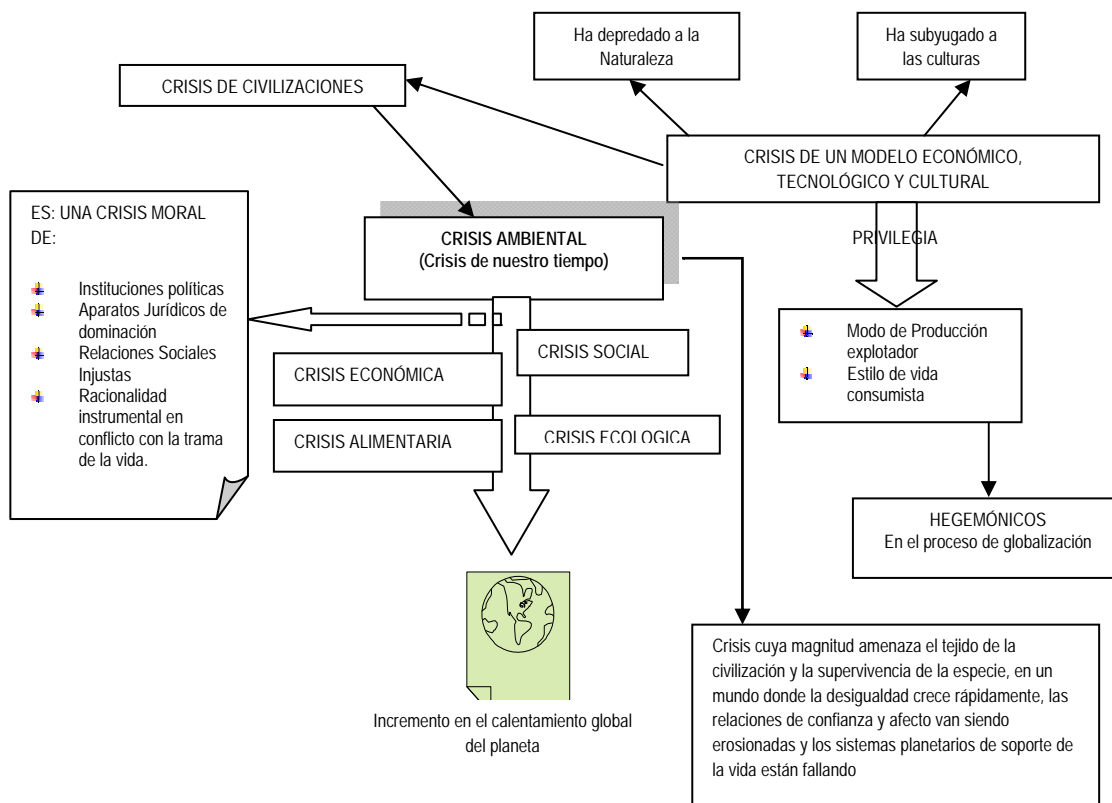 Ha depredado a la
Naturaleza
Ha subyugado a
las culturas
CRISIS DE CIVILIZACIONES
CRISIS DE UN MODELO ECONÓMICO,
TECNOLÓGICO Y CULTURAL
ES: UNA CRISIS MORAL
DE:
Instituciones políticas
Aparatos Jurídicos de
dominación
Relaciones Sociales
Injustas
Racionalidad
instrumental en
conflicto con la trama
de la vida.
CRISIS AMBIENTAL
(Crisis de nuestro tiempo)
PRIVILEGIA
CRISIS SOCIAL
CRISIS ECONÓMICA
CRISIS ECOLOGICA
CRISIS ALIMENTARIA
Modo de Producción
explotador
Estilo de vida
consumista
HEGEMÓNICOS
En el proceso de globalización
Incremento en el calentamiento global
del planeta
Crisis cuya magnitud amenaza el tejido de la
civilización y la supervivencia de la especie, en un
mundo donde la desigualdad crece rápidamente, las
relaciones de confianza y afecto van siendo
erosionadas y los sistemas planetarios de soporte de
la vida están fallando